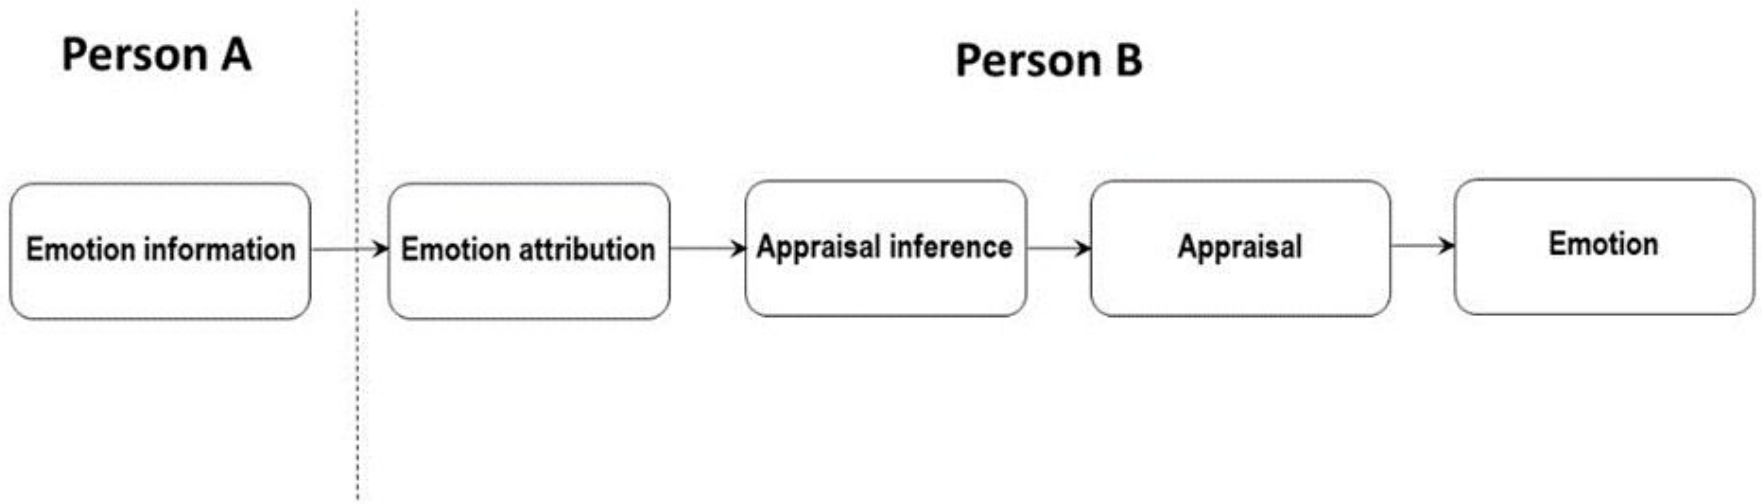 Person A
Person B
Emotion information
Emotion attribution
Appraisal inference
Appraisal
Emotion